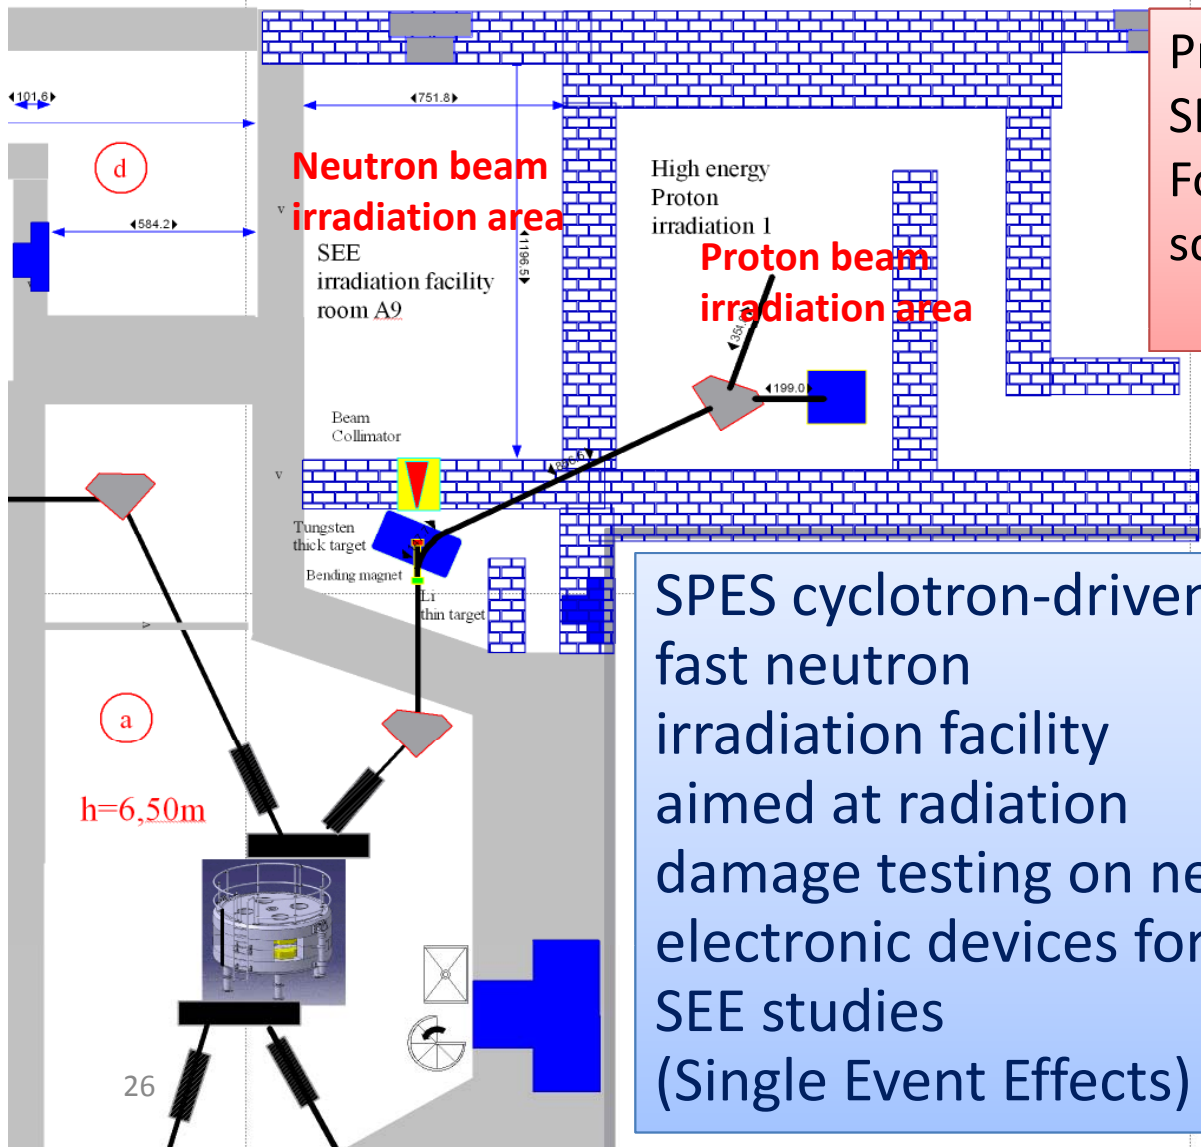 101.6
751.8
d
584.2
Neutron beam
irradiation area
v
SEE
irradiation facility
room A9
1196.5
High energy
Proton
irradiation 1
Proton beam
irradiation area
199.0
Beam
Collimator
v
Tungsten
thick target
Bending magnet
Li
thin target
a
h=6,50m
26
SPES cyclotron-driven
fast neutron
irradiation facility
aimed at radiation
damage testing on
electronic devices for
SEE studies
(Single Event Effects)